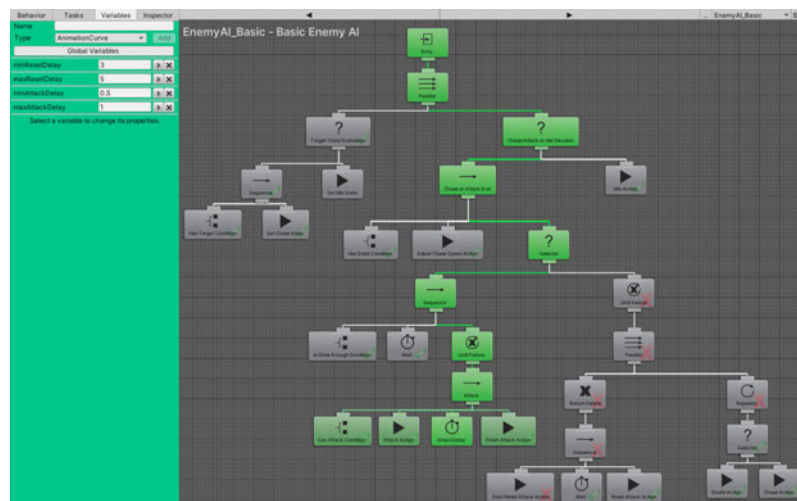 Behavior Tasks Variables Inspector
EnemyAI_Basic
Name
Type AnimationCurve Add
Global Variables
minResetDelay 3
maxResetDelay 5
minAttackDelay 0.5
maxAttackDelay 1
Select a variable to change its properties.
EnemyAI_Basic - Basic Enemy AI
Entry
Parallel
Target State Evaluation
Chase/Attack or Idle Decision
Sequence
Set Idle State
Chase or Attack Eval
Idle Action
Has Target Condition
Set Chase State
Has State Condition
Adjust Chase Speed Action
Selector
Sequence
Until Failure
Is Close Enough Condition
Wait
Until Failure
Parallel
Attack
Return Failure
Repeater
Can Attack Condition
Attack Action
AttackDelay
Finish Attack Action
Sequence
Selector
Start Reset Attack
Wait
Reset Attack Action
Chase Action